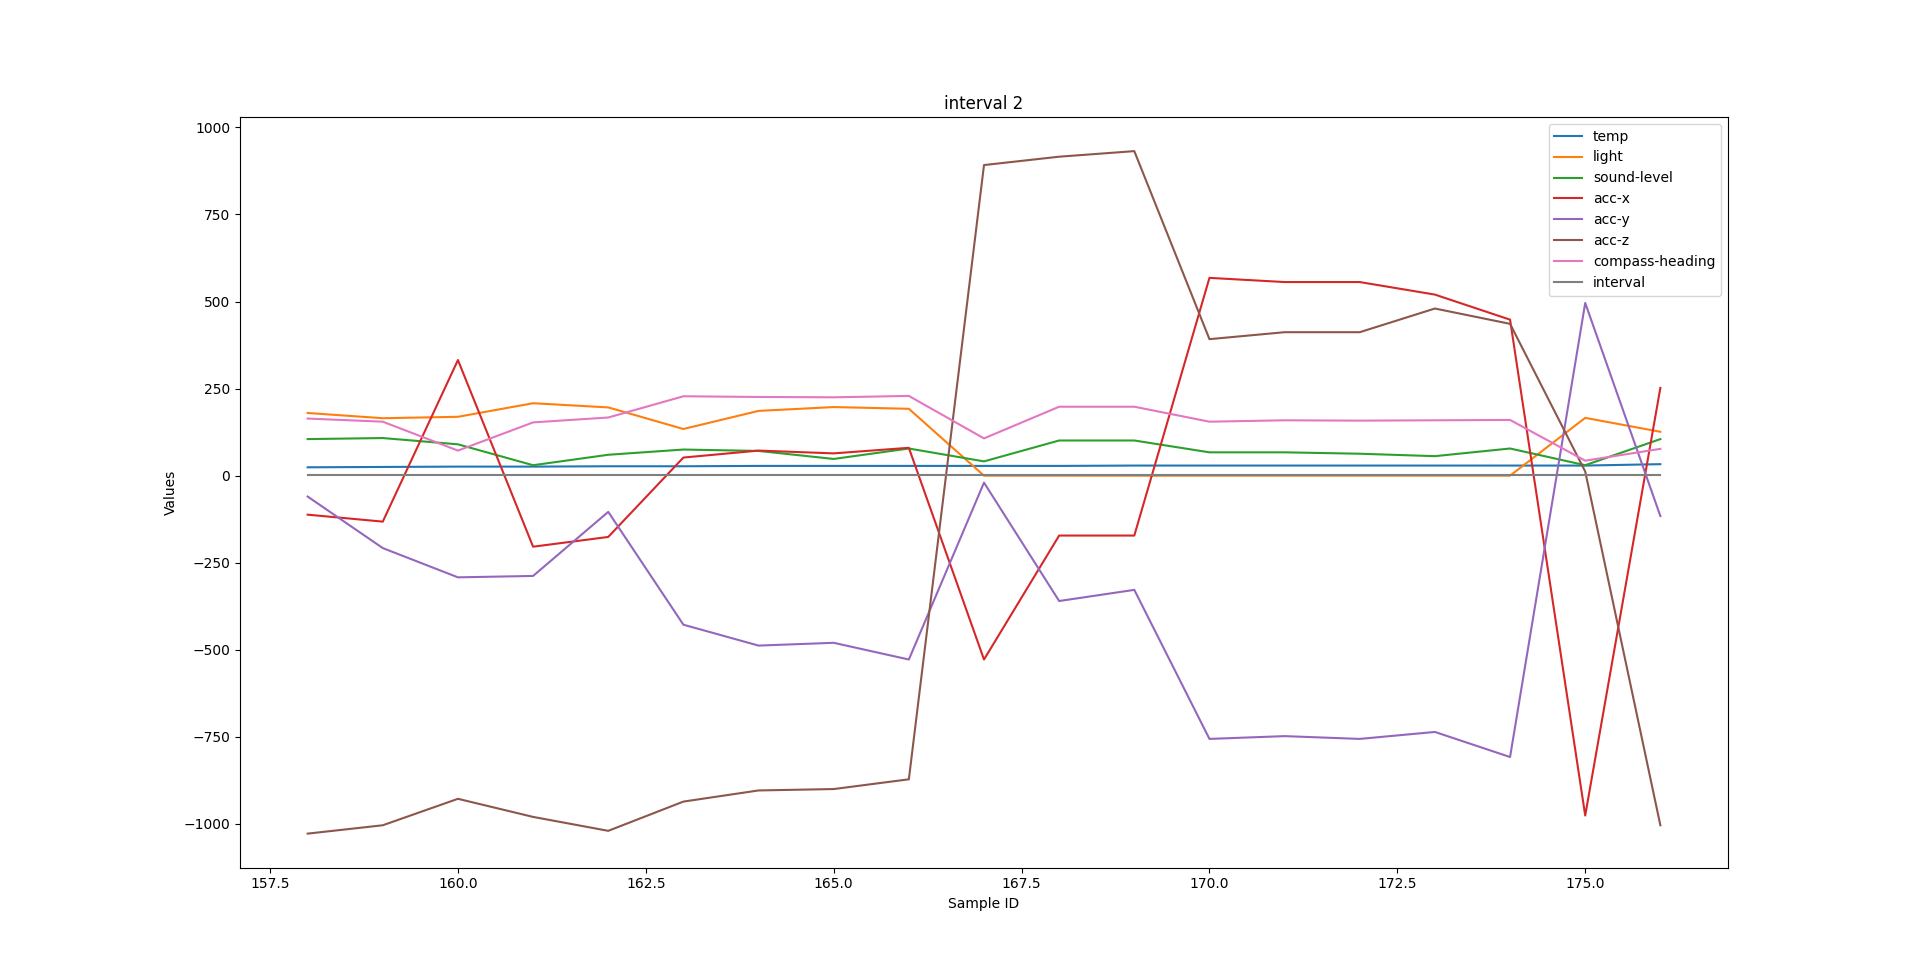 interval 2
1000
750
500
250
0
−250
−500
−750
−1000
Values
temp
light
sound-level
acc-x
acc-y
acc-z
compass-heading
interval
157.5 160.0 162.5 165.0 167.5 170.0 172.5 175.0
Sample ID